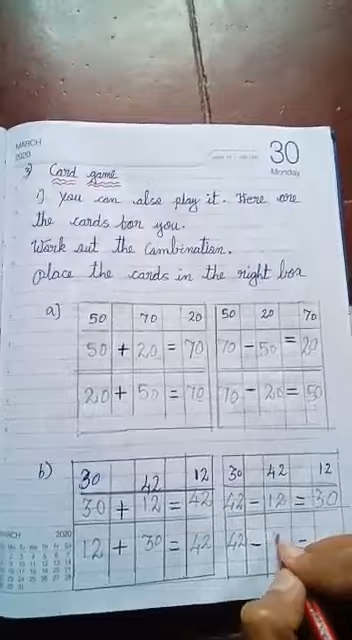 MARCH
2020
30
Monday
3) Card game
1) You can also play it. Here are
the cards box you.
Work out the Combination.
place the cards in the right box
a) 50 70 20 50 20 70
50 + 20 = 70 70 - 50 = 20
20 + 50 = 70 70 - 20 = 50
b) 30 42 12 30 42 12
30 + 12 = 42 42 - 12 = 30
12 + 30 = 42 42 -
MARCH 2020